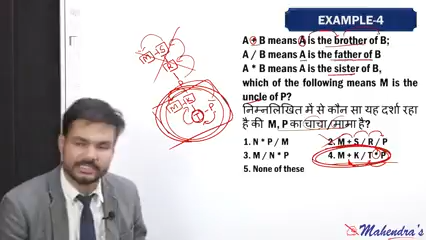 EXAMPLE-4
A + B means A is the brother of B;
A / B means A is the father of B
A * B means A is the sister of B,
which of the following means M is the
uncle of P?
निम्नलिखित में से कौन सा यह दर्शा रहा
है की M, P का चाचा/मामा है?
1. N * P / M
2. M + S / R / P
3. M / N * P
4. M + K / T * P
5. None of these
M - S
R
M - K
T - P
Mahendra's